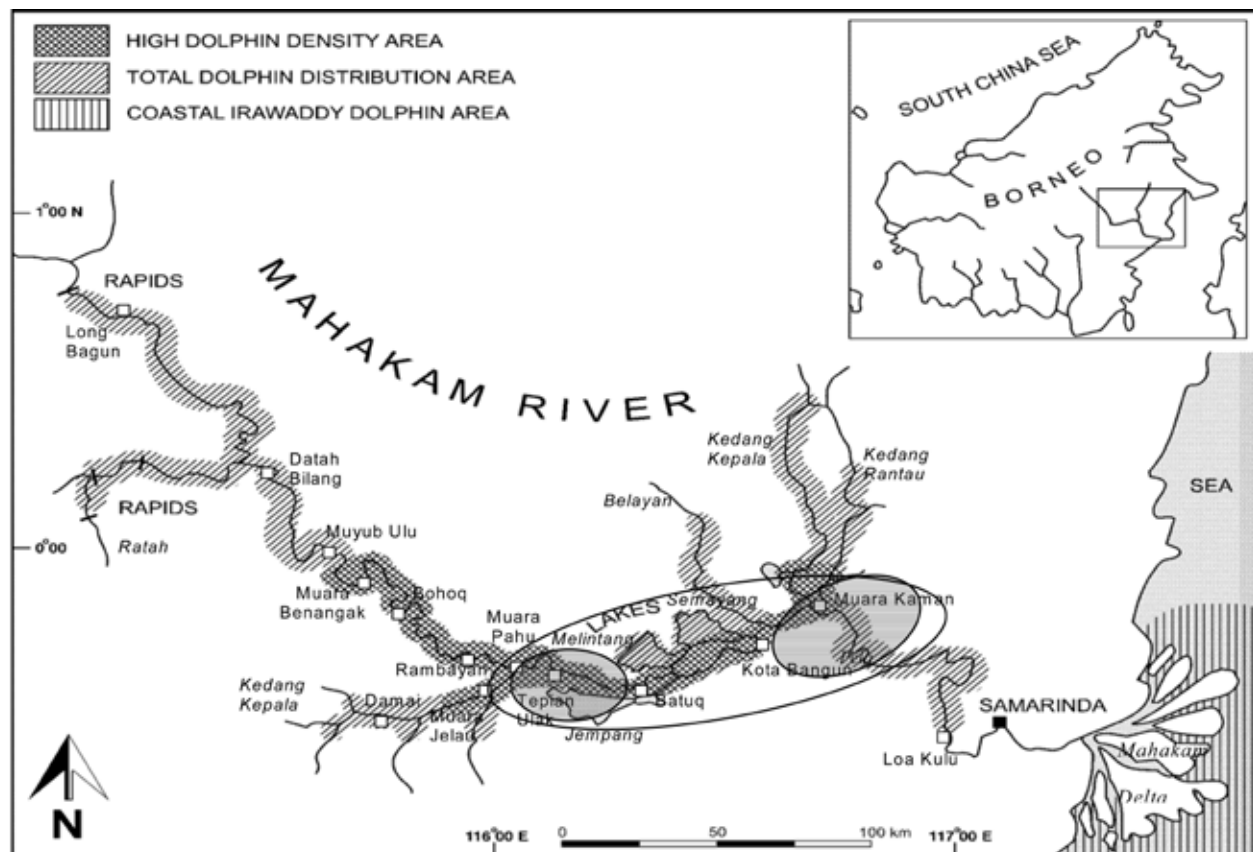 HIGH DOLPHIN DENSITY AREA
TOTAL DOLPHIN DISTRIBUTION AREA
COASTAL IRAWADDY DOLPHIN AREA
SOUTH CHINA SEA
BORNEO
1°00 N
RAPIDS
Long
Bagun
MAHAKAM RIVER
Kedang
Kepala
Kedang
Rantau
Datah
Bilang
Belayan
SEA
RAPIDS
Ratah
Muyub Ulu
0°00
Muara
Benangak
Bohoq
Muara
Pahu
LAKES
Semayang
Melintang
Muara Kaman
Rambayan
Kota Bangun
Kedang
Kepala
Damai
Muara
Jelau
Tepian
Ulak
Batuq
Jempang
SAMARINDA
Loa Kulu
Mahakam
Delta
N
116°00 E
0
50
100 km
117°00 E